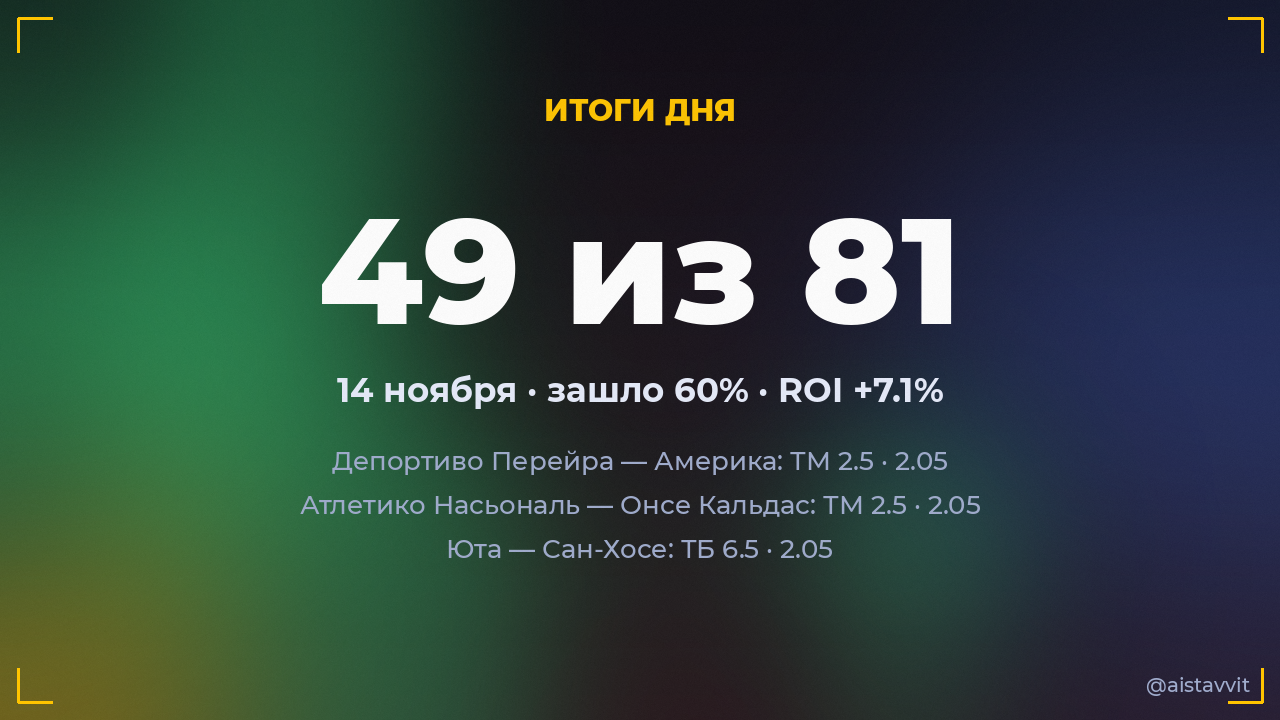 ИТОГИ ДНЯ
49 из 81
14 ноября · зашло 60% · ROI +7.1%
Депортиво Перейра — Америка: ТМ 2.5 · 2.05
Атлетико Насьональ — Онсе Кальдас: ТМ 2.5 · 2.05
Юта — Сан-Хосе: ТБ 6.5 · 2.05
@aistavvit